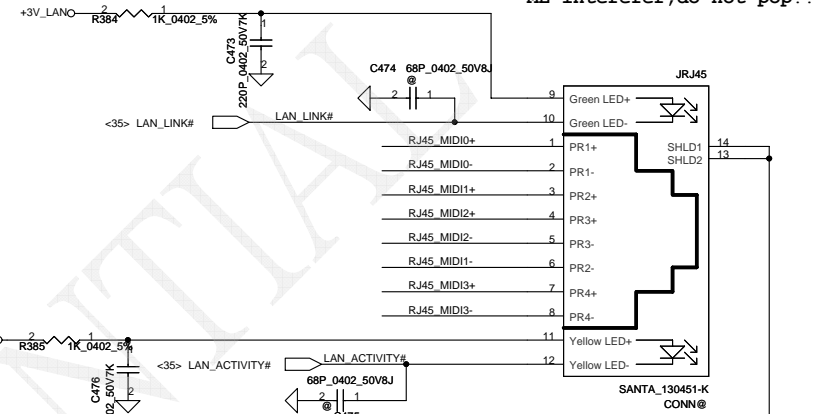 ME interefer,do not pop!!
+3V_LAN
2 1
R384 1K_0402_5%
1
C473
220P_0402_50V7K
2
C474 68P_0402_50V8J
@
2 1
JRJ45
<35> LAN_LINK#
LAN_LINK#
9 Green LED+
10 Green LED-
RJ45_MIDI0+ 1 PR1+
RJ45_MIDI0- 2 PR1-
RJ45_MIDI1+ 3 PR2+
RJ45_MIDI2+ 4 PR3+
RJ45_MIDI2- 5 PR3-
RJ45_MIDI1- 6 PR2-
RJ45_MIDI3+ 7 PR4+
RJ45_MIDI3- 8 PR4-
SHLD1 14
SHLD2 13
2 1
R385 1K_0402_5%
11 Yellow LED+
12 Yellow LED-
1
C476
02_50V7K
2
<35> LAN_ACTIVITY#
LAN_ACTIVITY#
68P_0402_50V8J
2 1
@
C475
SANTA_130451-K
CONN@
NTIAL